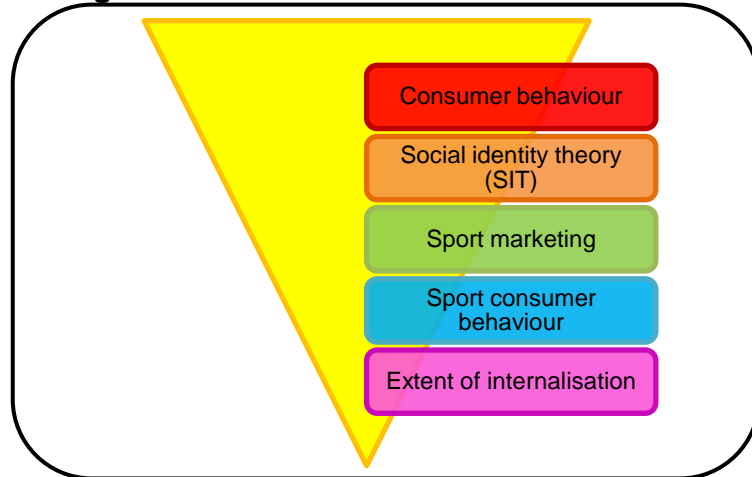 Consumer behaviour
Social identity theory
(SIT)
Sport marketing
Sport consumer
behaviour
Extent of internalisation